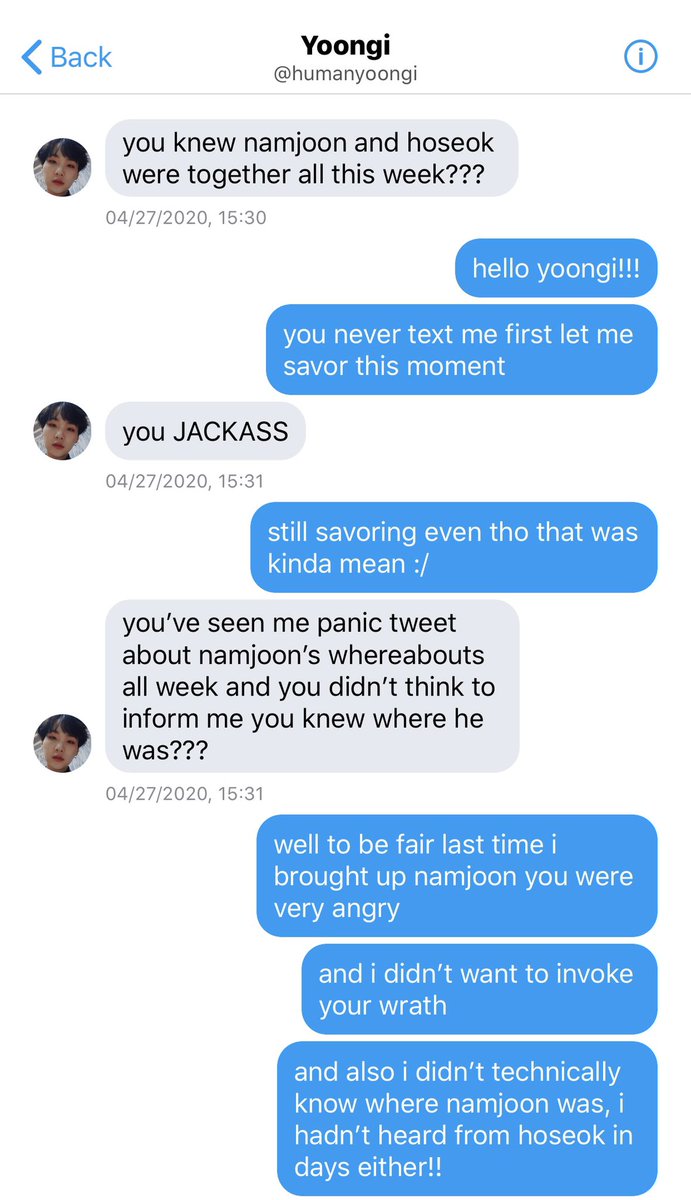 Back
Yoongi
@humanyoongi
you knew namjoon and hoseok
were together all this week???
04/27/2020, 15:30
hello yoongi!!!
you never text me first let me
savor this moment
you JACKASS
04/27/2020, 15:31
still savoring even tho that was
kinda mean :/
you’ve seen me panic tweet
about namjoon’s whereabouts
all week and you didn’t think to
inform me you knew where he
was???
04/27/2020, 15:31
well to be fair last time i
brought up namjoon you were
very angry
and i didn’t want to invoke
your wrath
and also i didn’t technically
know where namjoon was, i
hadn’t heard from hoseok in
days either!!